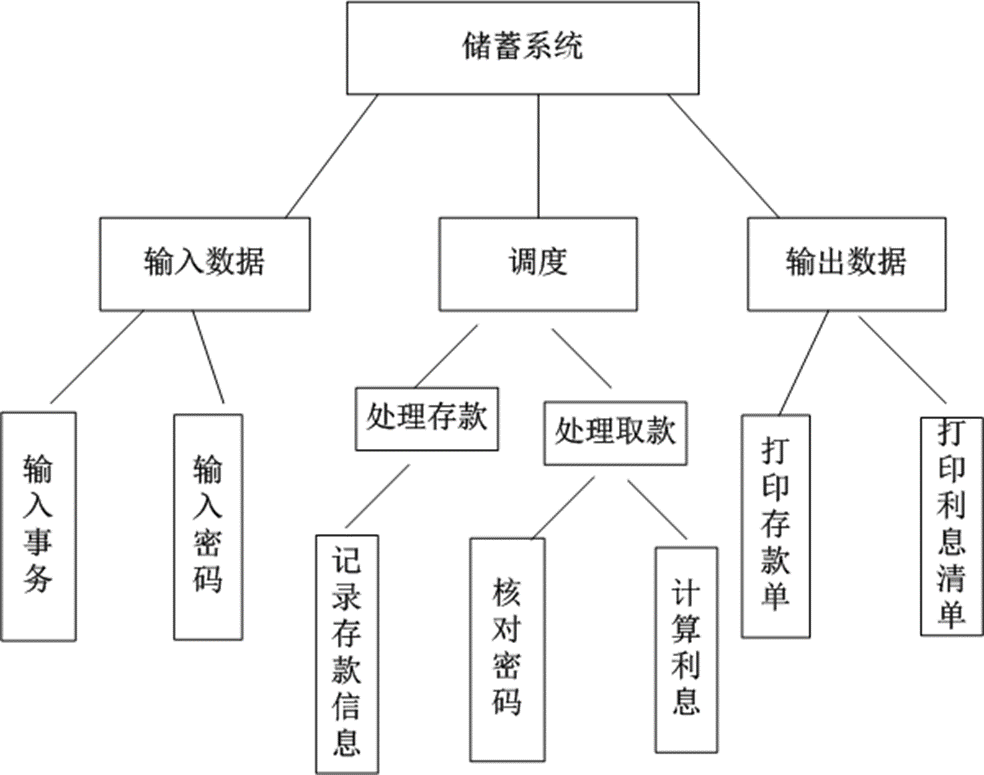 储蓄系统
输入数据
调度
输出数据
处理存款
处理取款
输入事务
输入密码
记录存款信息
核对密码
计算利息
打印存款单
打印利息清单